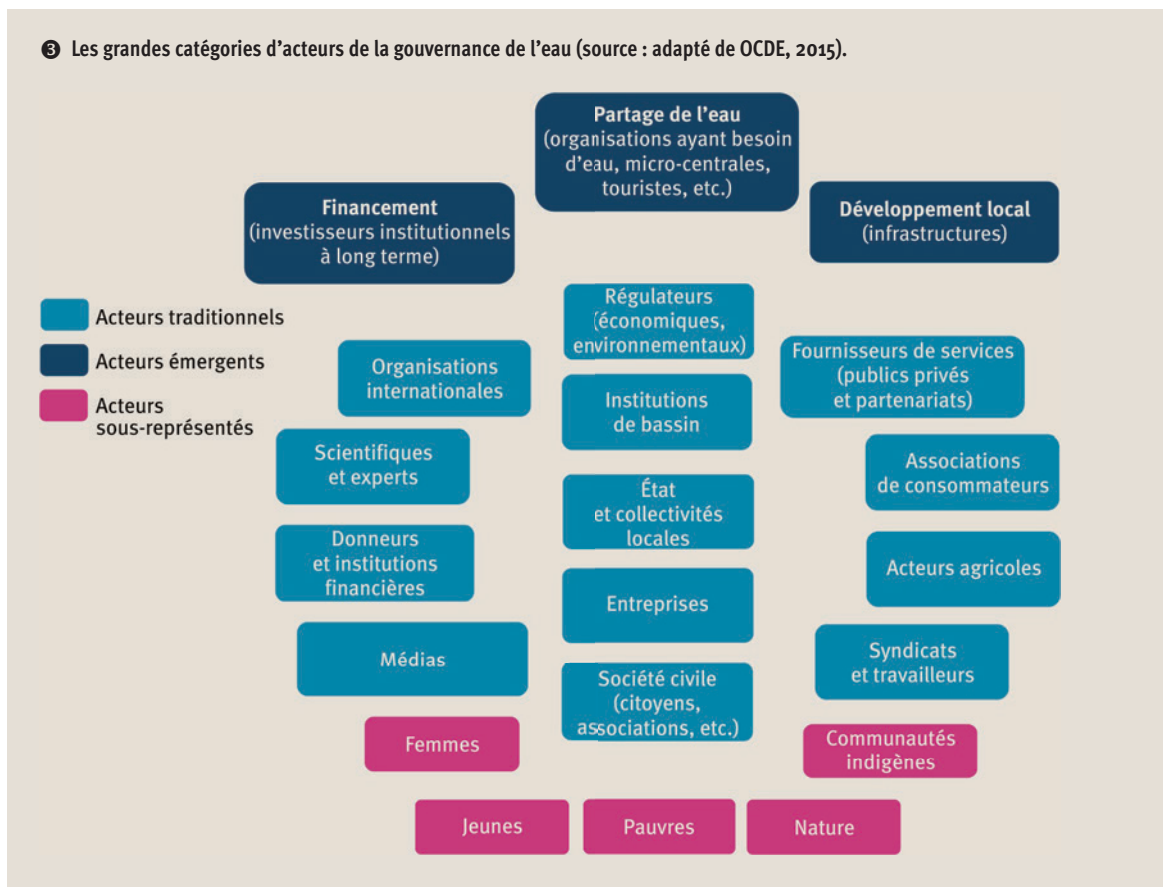 ❸ Les grandes catégories d’acteurs de la gouvernance de l’eau (source : adapté de OCDE, 2015).
Partage de l’eau
(organisations ayant besoin
d’eau, micro-centrales,
touristes, etc.)
Financement
(investisseurs institutionnels
à long terme)
Développement local
(infrastructures)
Acteurs traditionnels
Acteurs émergents
Acteurs
sous-représentés
Régulateurs
(économiques,
environnementaux)
Organisations
internationales
Fournisseurs de services
(publics privés
et partenariats)
Institutions
de bassin
Scientifiques
et experts
Associations
de consommateurs
État
et collectivités
locales
Donneurs
et institutions
financières
Acteurs agricoles
Entreprises
Médias
Syndicats
et travailleurs
Société civile
(citoyens,
associations, etc.)
Femmes
Communautés
indigènes
Jeunes
Pauvres
Nature